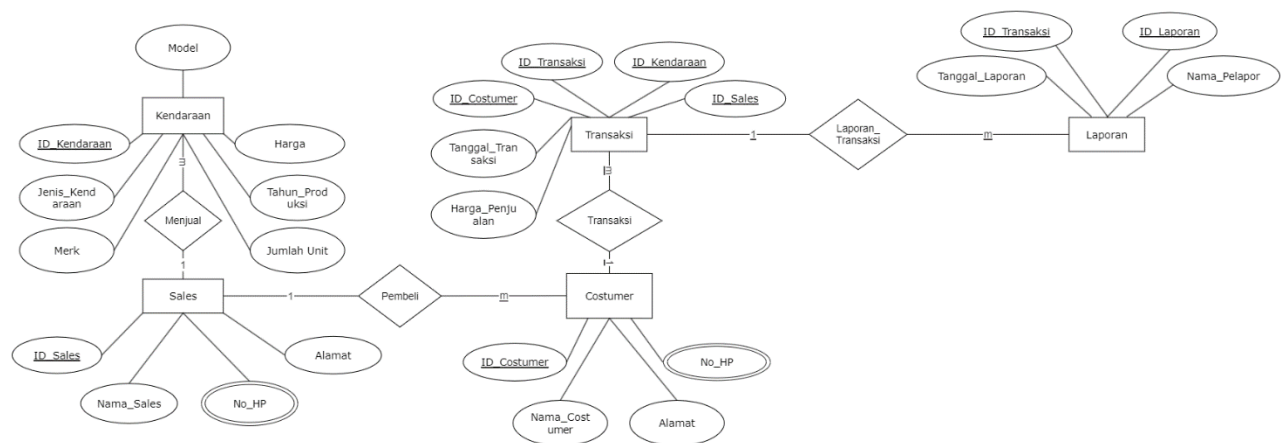 Model
Kendaraan
ID_Kendaraan
Harga
Jenis_Kend
araan
Tahun_Prod
uksi
Merk
Jumlah Unit
m
Menjual
1
Sales
ID_Sales
Alamat
Nama_Sales
No_HP
1
Pembeli
m
ID_Transaksi
ID_Kendaraan
ID_Costumer
ID_Sales
Transaksi
Tanggal_Tran
saksi
Harga_Penju
alan
m
Transaksi
1
Costumer
ID_Costumer
No_HP
Nama_Cost
umer
Alamat
1
Laporan_
Transaksi
m
ID_Transaksi
ID_Laporan
Tanggal_Laporan
Nama_Pelapor
Laporan